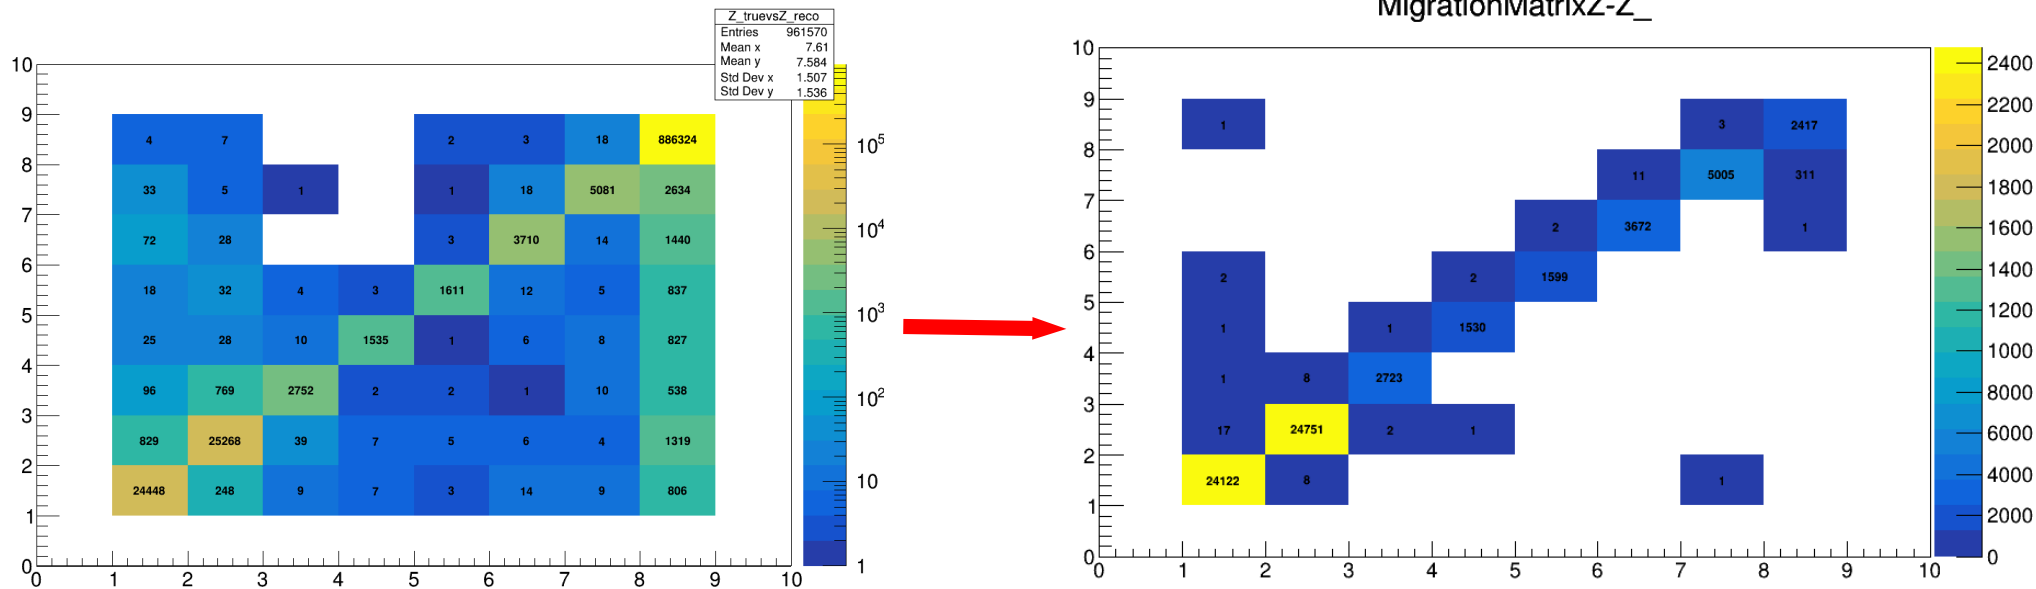 Z_truevsZ_reco
Entries 961570
Mean x 7.61
Mean y 7.584
Std Dev x 1.507
Std Dev y 1.536
10
9
8
7
6
5
4
3
2
1
0
4 7 2 3 18 886324
33 5 1 1 18 5081 2634
72 28 3 3710 14 1440
18 32 4 3 1611 12 5 837
25 28 10 1535 1 6 8 827
96 769 2752 2 2 1 10 538
829 25268 39 7 5 6 4 1319
24448 248 9 7 3 14 9 806
0 1 2 3 4 5 6 7 8 9 10
10⁵
10⁴
10³
10²
10
1
MigrationMatrixZ-Z_
10
9
8
7
6
5
4
3
2
1
0
1 3 2417
11 5005 311
2 3672 1
2 2 1599
1 1 1530
1 8 2723
17 24751 2 1
24122 8 1
0 1 2 3 4 5 6 7 8 9 10
2400
2200
2000
1800
1600
1400
1200
1000
8000
6000
4000
2000
0